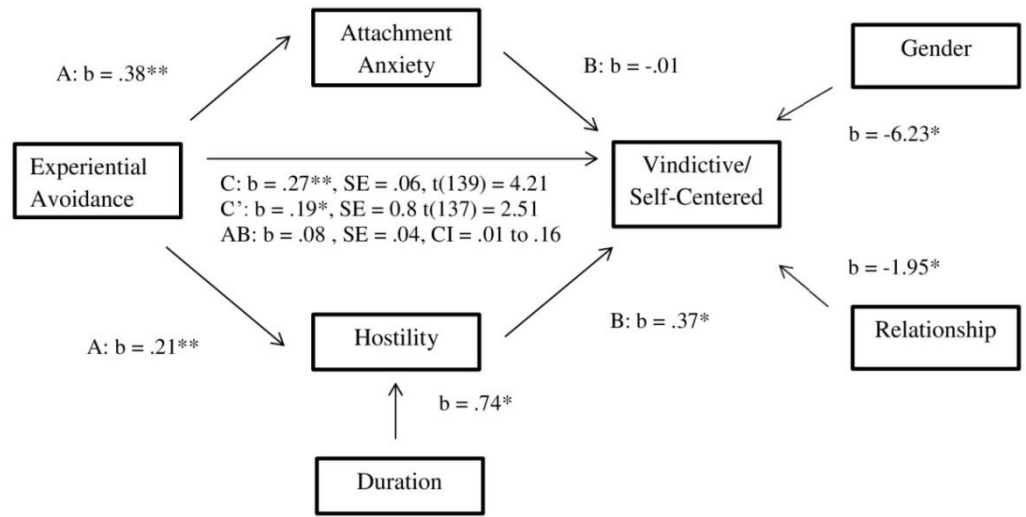 Attachment
Anxiety
Gender
A: b = .38**
B: b = -.01
b = -6.23*
Experiential
Avoidance
C: b = .27**, SE = .06, t(139) = 4.21
C’: b = .19*, SE = 0.8 t(137) = 2.51
AB: b = .08 , SE = .04, CI = .01 to .16
Vindictive/
Self-Centered
b = -1.95*
A: b = .21**
Hostility
B: b = .37*
Relationship
b = .74*
Duration